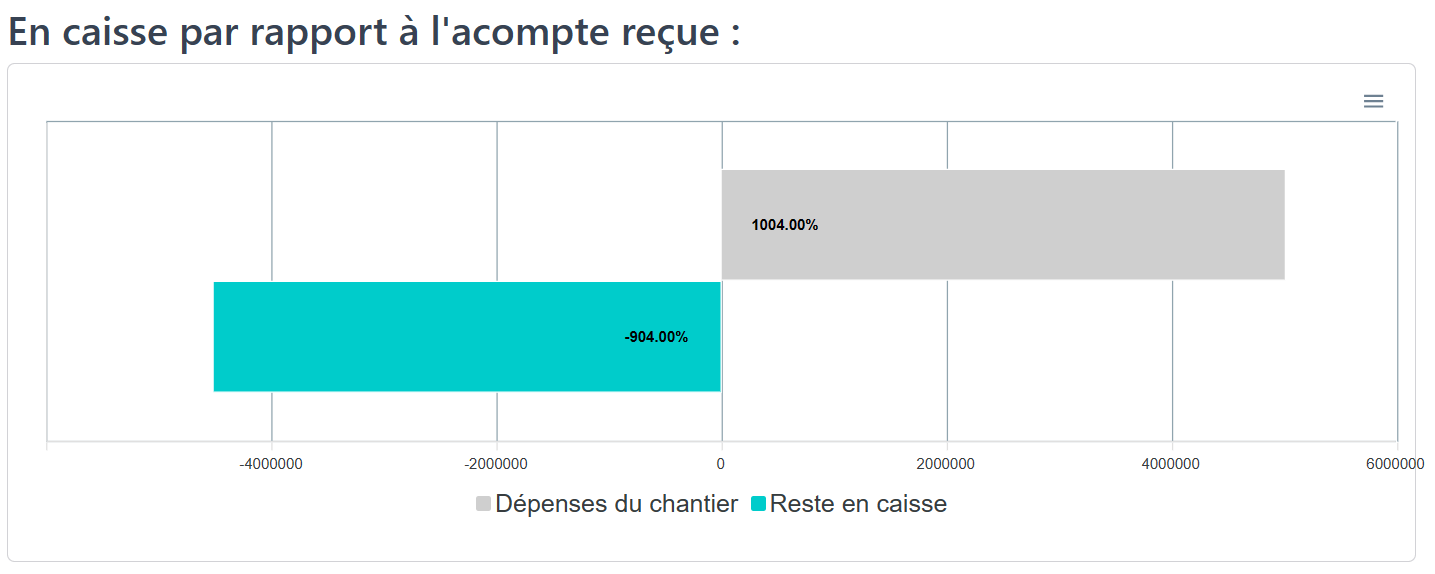 En caisse par rapport à l'acompte reçue :
1004.00%
-904.00%
-4000000 -2000000 0 2000000 4000000 6000000
Dépenses du chantier Reste en caisse